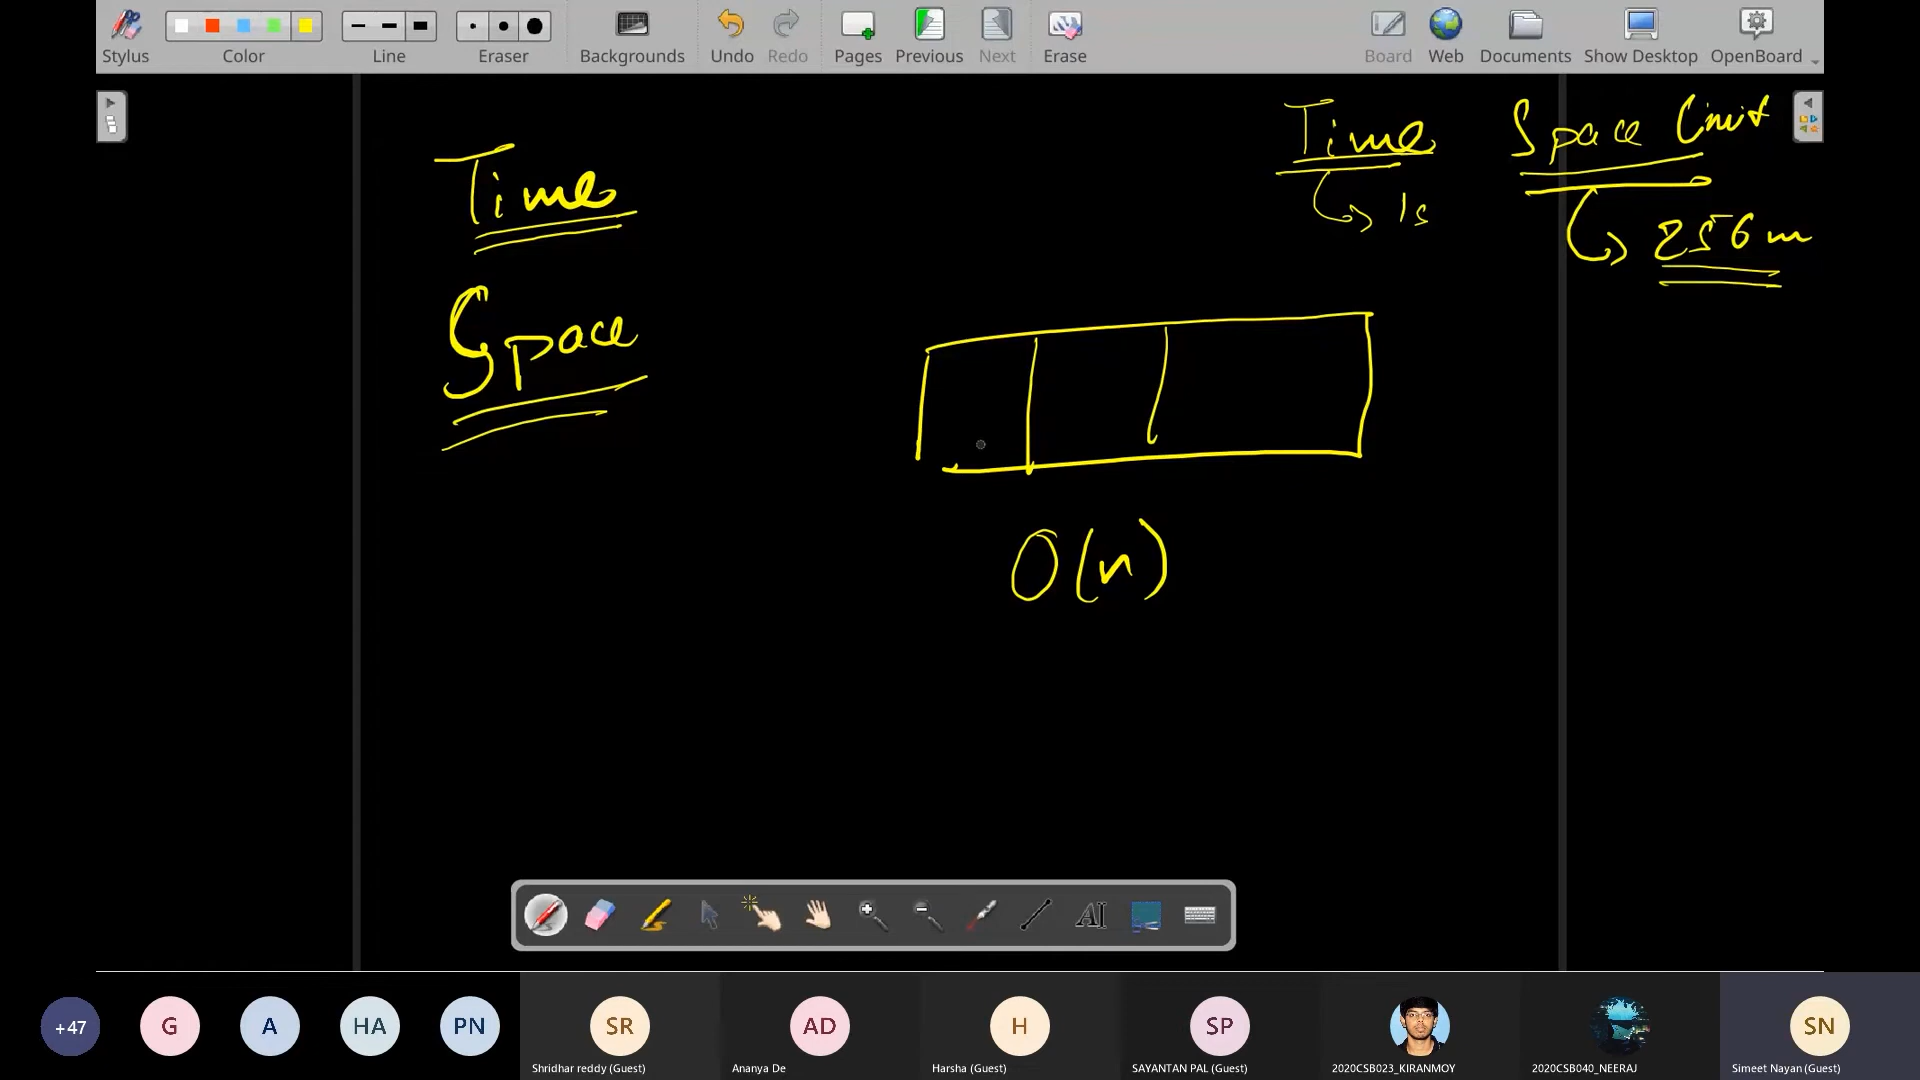 Stylus Color Line Eraser Backgrounds Undo Redo Pages Previous Next Erase Board Web Documents Show Desktop OpenBoard
Time Space Limit
1s 256m
Time
Space
O(n)
AI
+47 G A HA PN SR AD H SP SN
Shridhar reddy (Guest) Ananya De Harsha (Guest) SAYANTAN PAL (Guest) 2020CSB023_KIRANMOY 2020CSB040_NEERAJ Simeet Nayan (Guest)